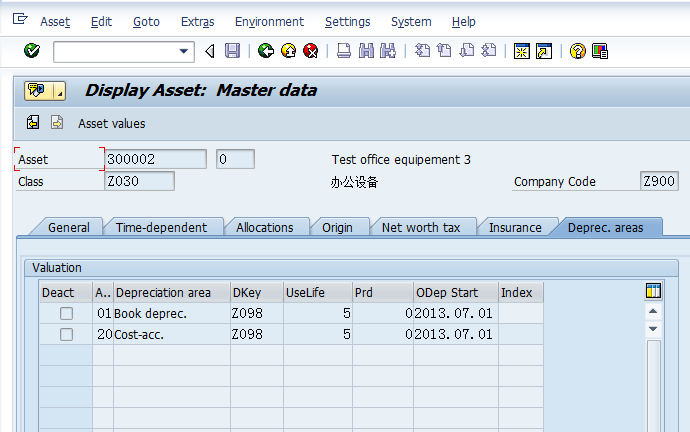 Asset Edit Goto Extras Environment Settings System Help
Display Asset: Master data
Asset values
Asset 300002 0 Test office equipement 3
Class Z030 办公设备 Company Code Z900
General Time-dependent Allocations Origin Net worth tax Insurance Deprec. areas
Valuation
Deact A.. Depreciation area DKey UseLife Prd ODep Start Index
01 Book deprec. Z098 5 0 2013.07.01
20 Cost-acc. Z098 5 0 2013.07.01